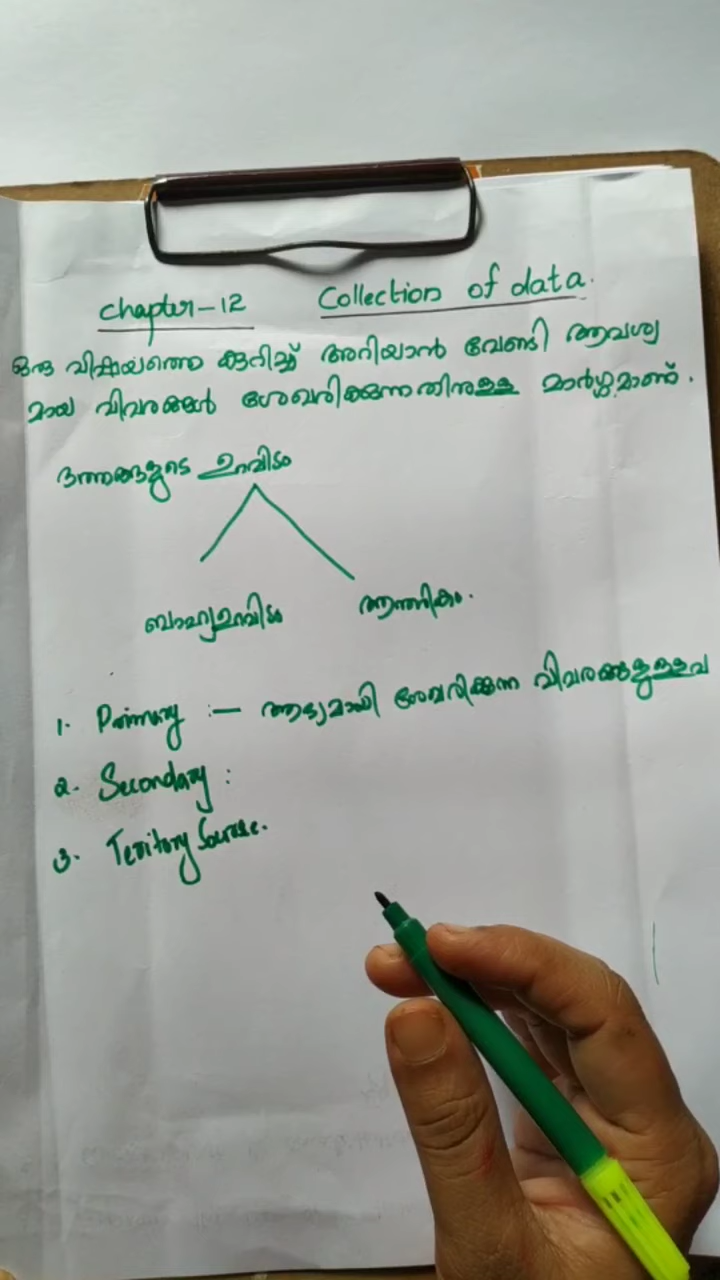 Chapter-12 Collection of data.
ഒരു വിഷയത്തെ കുറിച്ച് അറിയാൻ വേണ്ടി ആവശ്യ
മായ വിവരങ്ങൾ ശേഖരിക്കുന്നതിനുള്ള മാർഗ്ഗമാണ്.
ദത്തങ്ങളുടെ ഉറവിടം
ബാഹ്യഉറവിടം ആന്തരികം.
1. Primary :- ആദ്യമായി ശേഖരിക്കുന്ന വിവരങ്ങളുള്ളവ
2. Secondary :
3. Teritory Source.